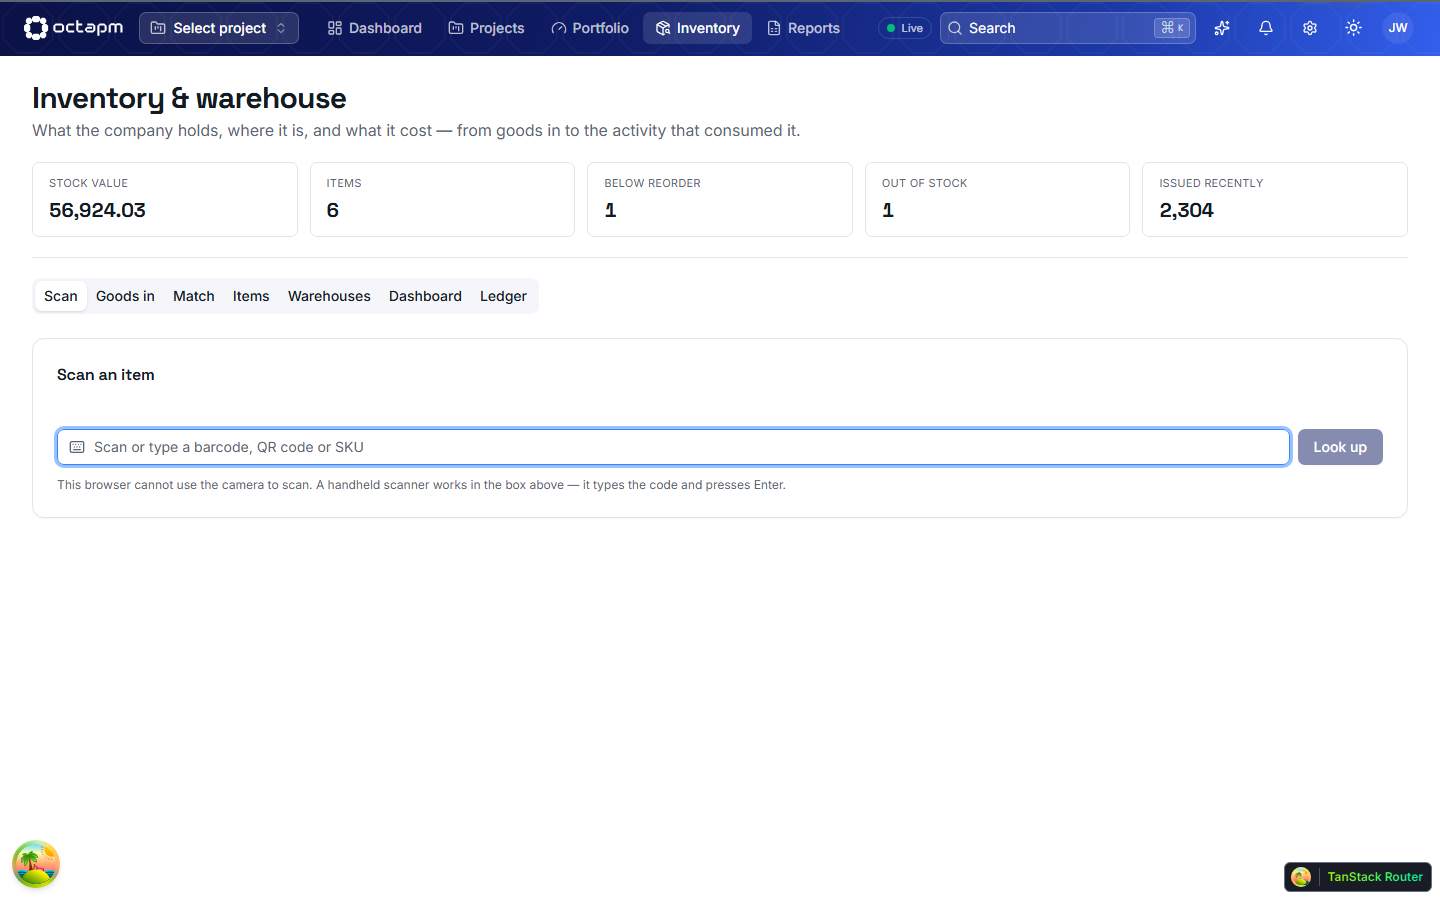 octapm
Select project
Dashboard
Projects
Portfolio
Inventory
Reports
Live
Search
⌘ K
JW
Inventory & warehouse
What the company holds, where it is, and what it cost — from goods in to the activity that consumed it.
STOCK VALUE
56,924.03
ITEMS
6
BELOW REORDER
1
OUT OF STOCK
1
ISSUED RECENTLY
2,304
Scan
Goods in
Match
Items
Warehouses
Dashboard
Ledger
Scan an item
Scan or type a barcode, QR code or SKU
Look up
This browser cannot use the camera to scan. A handheld scanner works in the box above — it types the code and presses Enter.
TanStack Router